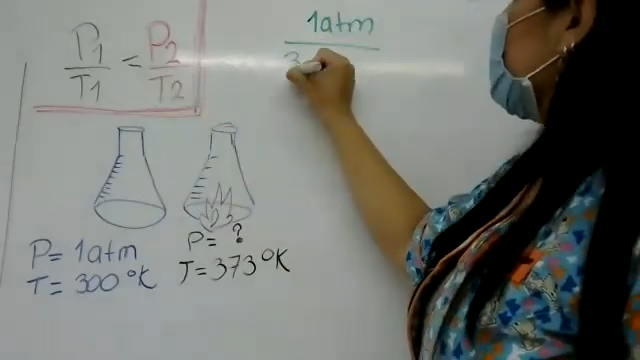 P1 = P2
T1 T2
1atm
3
P= 1atm
T= 300°K
P= ?
T= 373°K